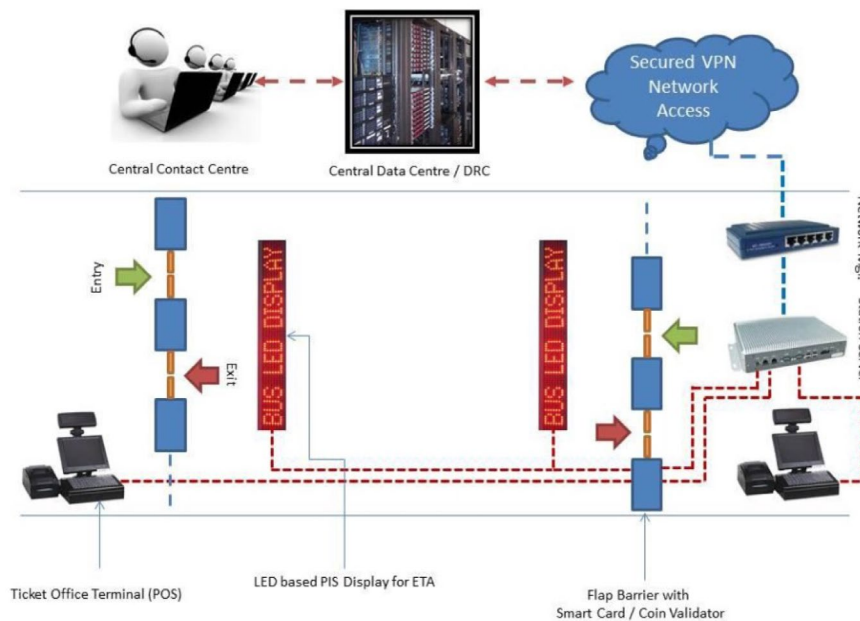 Secured VPN
Network
Access
Central Contact Centre
Central Data Centre / DRC
Entry
Exit
BUS LED DISPLAY
BUS LED DISPLAY
Ticket Office Terminal (POS)
LED based PIS Display for ETA
Flap Barrier with
Smart Card / Coin Validator